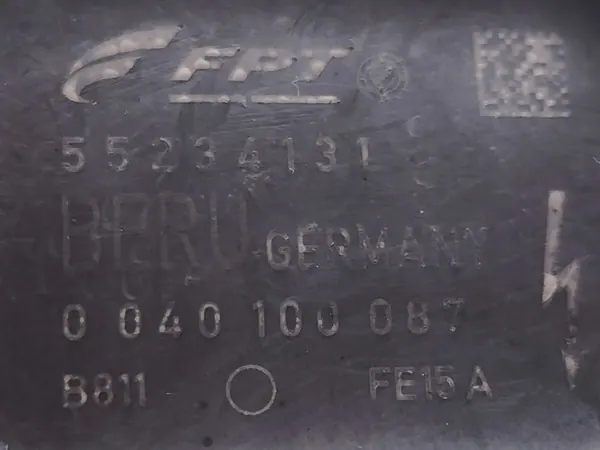 FPT
55234131
BERU GERMANY
0 040 100 087
B811 FE15A